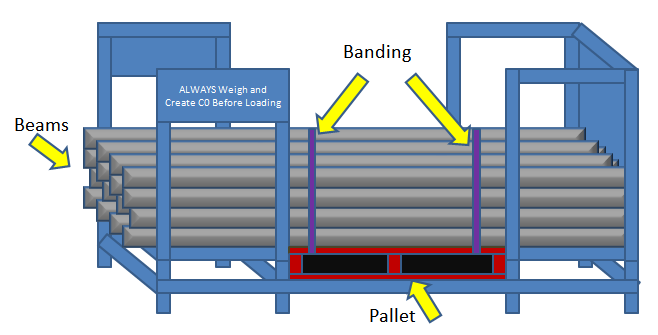 Banding
ALWAYS Weigh and
Create C0 Before Loading
Beams
Pallet